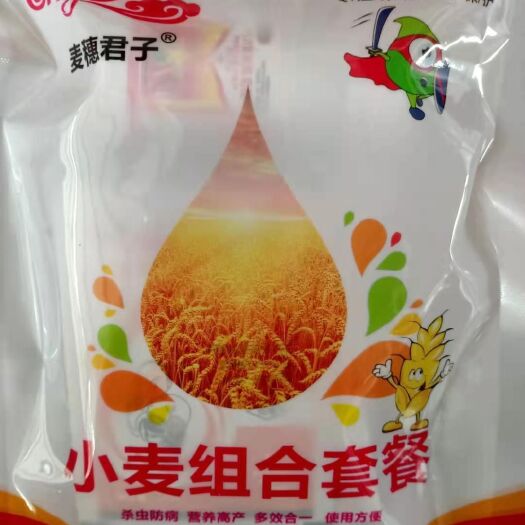 麦穗君子®
小麦组合套餐
杀虫防病 营养高产 多效合一 使用方便